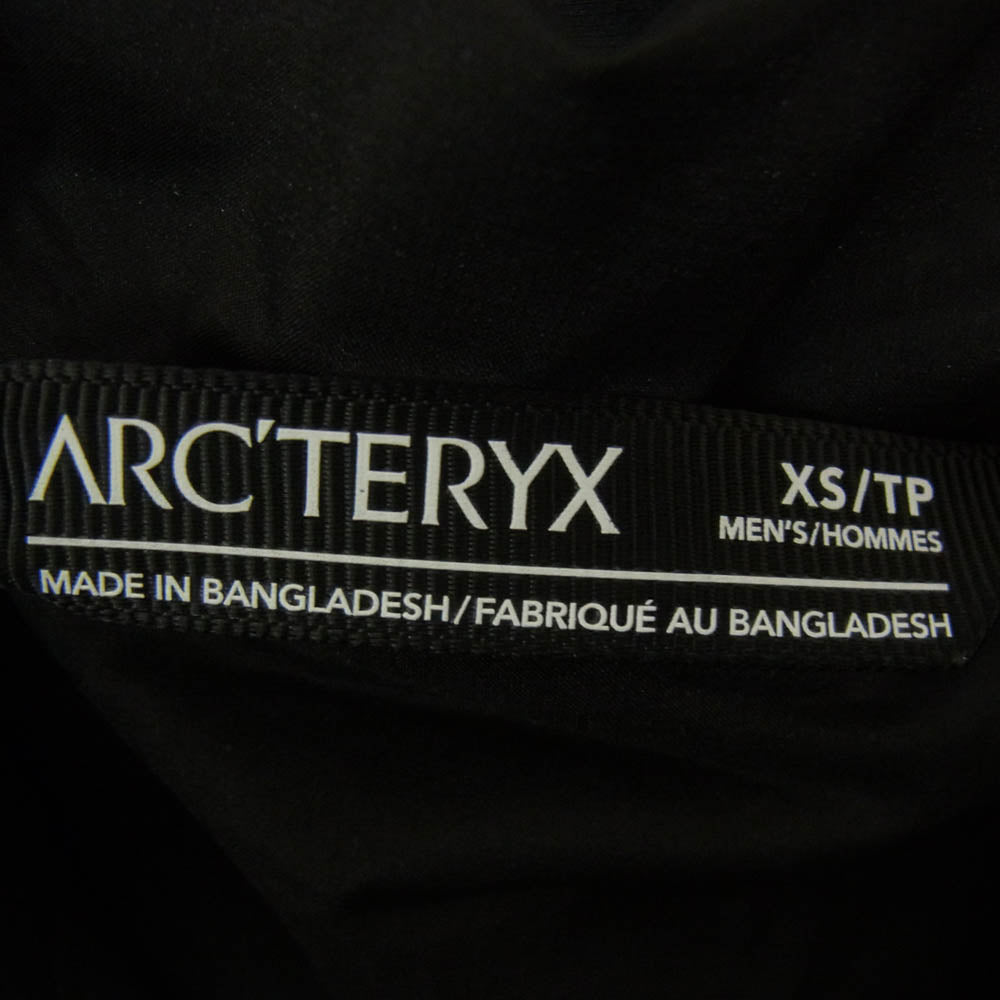 ARC'TERYX
XS/TP
MEN'S/HOMMES
MADE IN BANGLADESH/FABRIQUÉ AU BANGLADESH